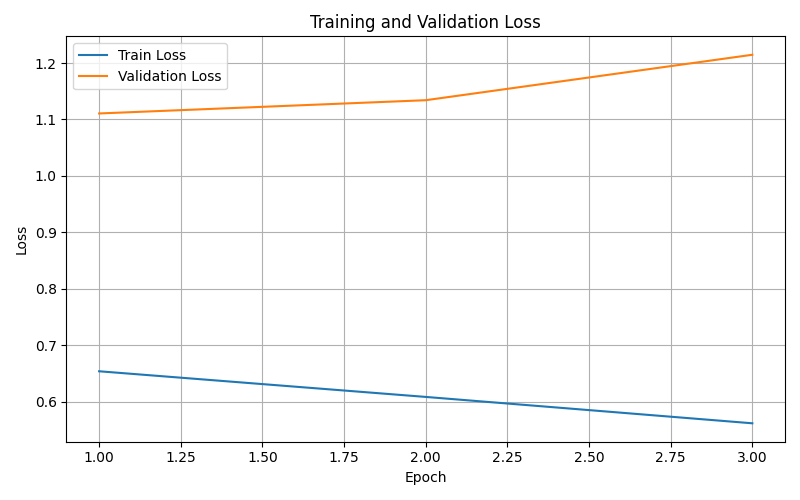 Training and Validation Loss
Train Loss
Validation Loss
Loss
1.2
1.1
1.0
0.9
0.8
0.7
0.6
1.00 1.25 1.50 1.75 2.00 2.25 2.50 2.75 3.00
Epoch